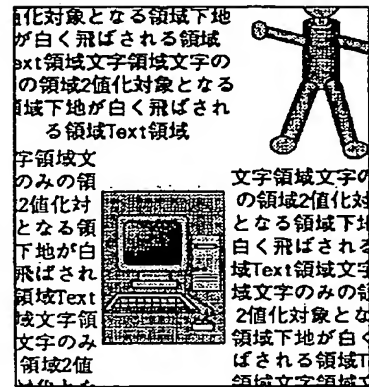 値化対象となる領域下地
が白く飛ばされる領域
ext領域文字領域文字の
の領域2値化対象となる
領域下地が白く飛ばされ
る領域Text領域
字領域文
のみの領
2値化対
となる領
下地が白
飛ばされ
領域Text
域文字領
文字のみ
領域2値
文字領域文字の
の領域2値化対
となる領域下地
白く飛ばされる
域Text領域文字
域文字のみの領
2値化対象とな
領域下地が白く
ばされる領域T
領域文字領域文